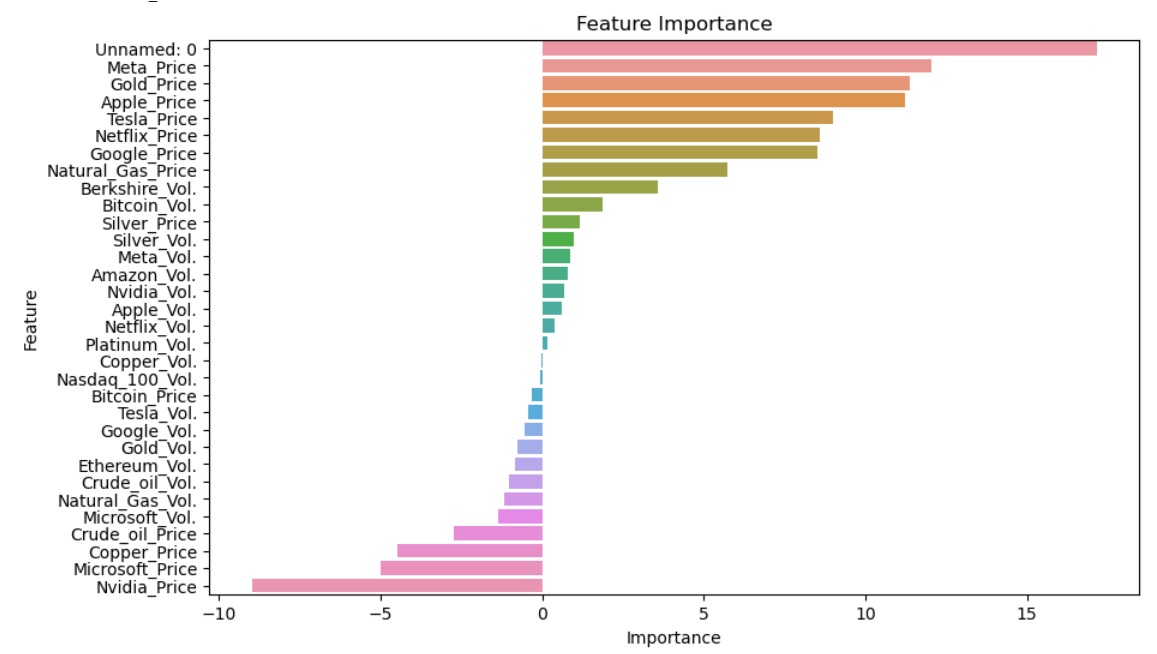 Feature Importance
Unnamed: 0
Meta_Price
Gold_Price
Apple_Price
Tesla_Price
Netflix_Price
Google_Price
Natural_Gas_Price
Berkshire_Vol.
Bitcoin_Vol.
Silver_Price
Silver_Vol.
Meta_Vol.
Amazon_Vol.
Nvidia_Vol.
Apple_Vol.
Netflix_Vol.
Platinum_Vol.
Copper_Vol.
Nasdaq_100_Vol.
Bitcoin_Price
Tesla_Vol.
Google_Vol.
Gold_Vol.
Ethereum_Vol.
Crude_oil_Vol.
Natural_Gas_Vol.
Microsoft_Vol.
Crude_oil_Price
Copper_Price
Microsoft_Price
Nvidia_Price
Feature
−10 −5 0 5 10 15
Importance